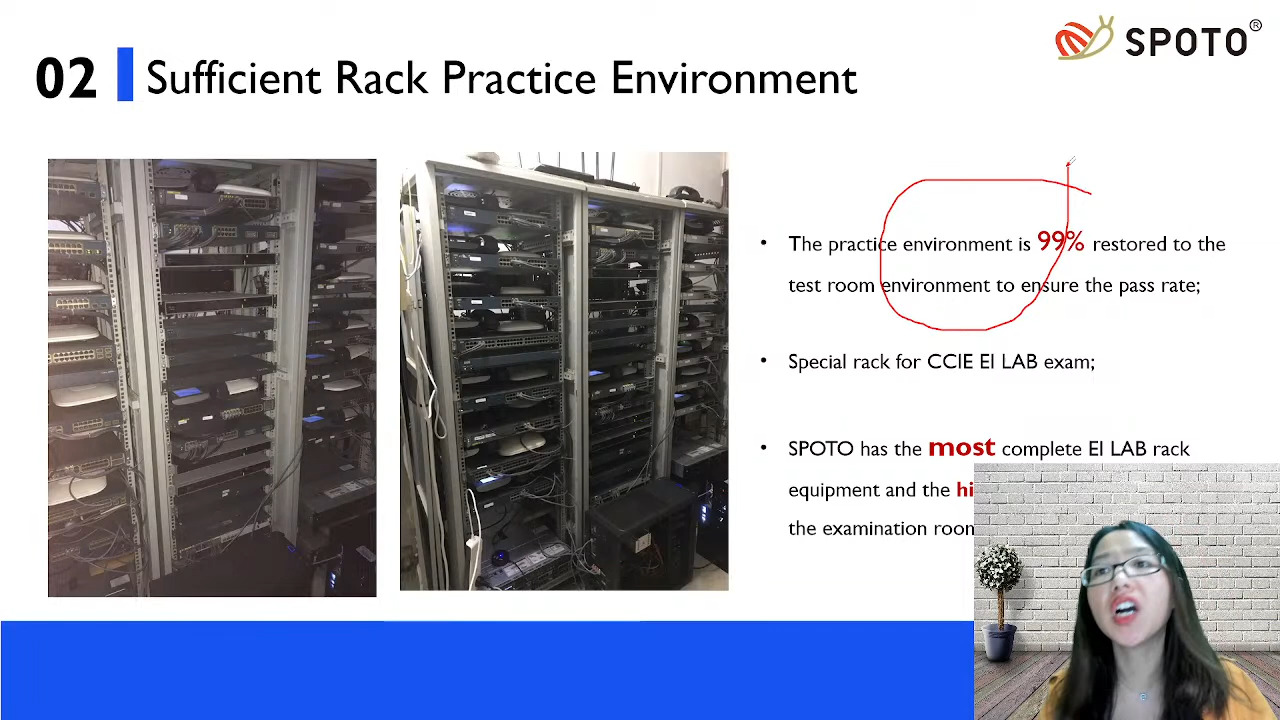 SPOTO®
02 Sufficient Rack Practice Environment
• The practice environment is 99% restored to the
test room environment to ensure the pass rate;
• Special rack for CCIE EI LAB exam;
• SPOTO has the most complete EI LAB rack
equipment and the
the examination